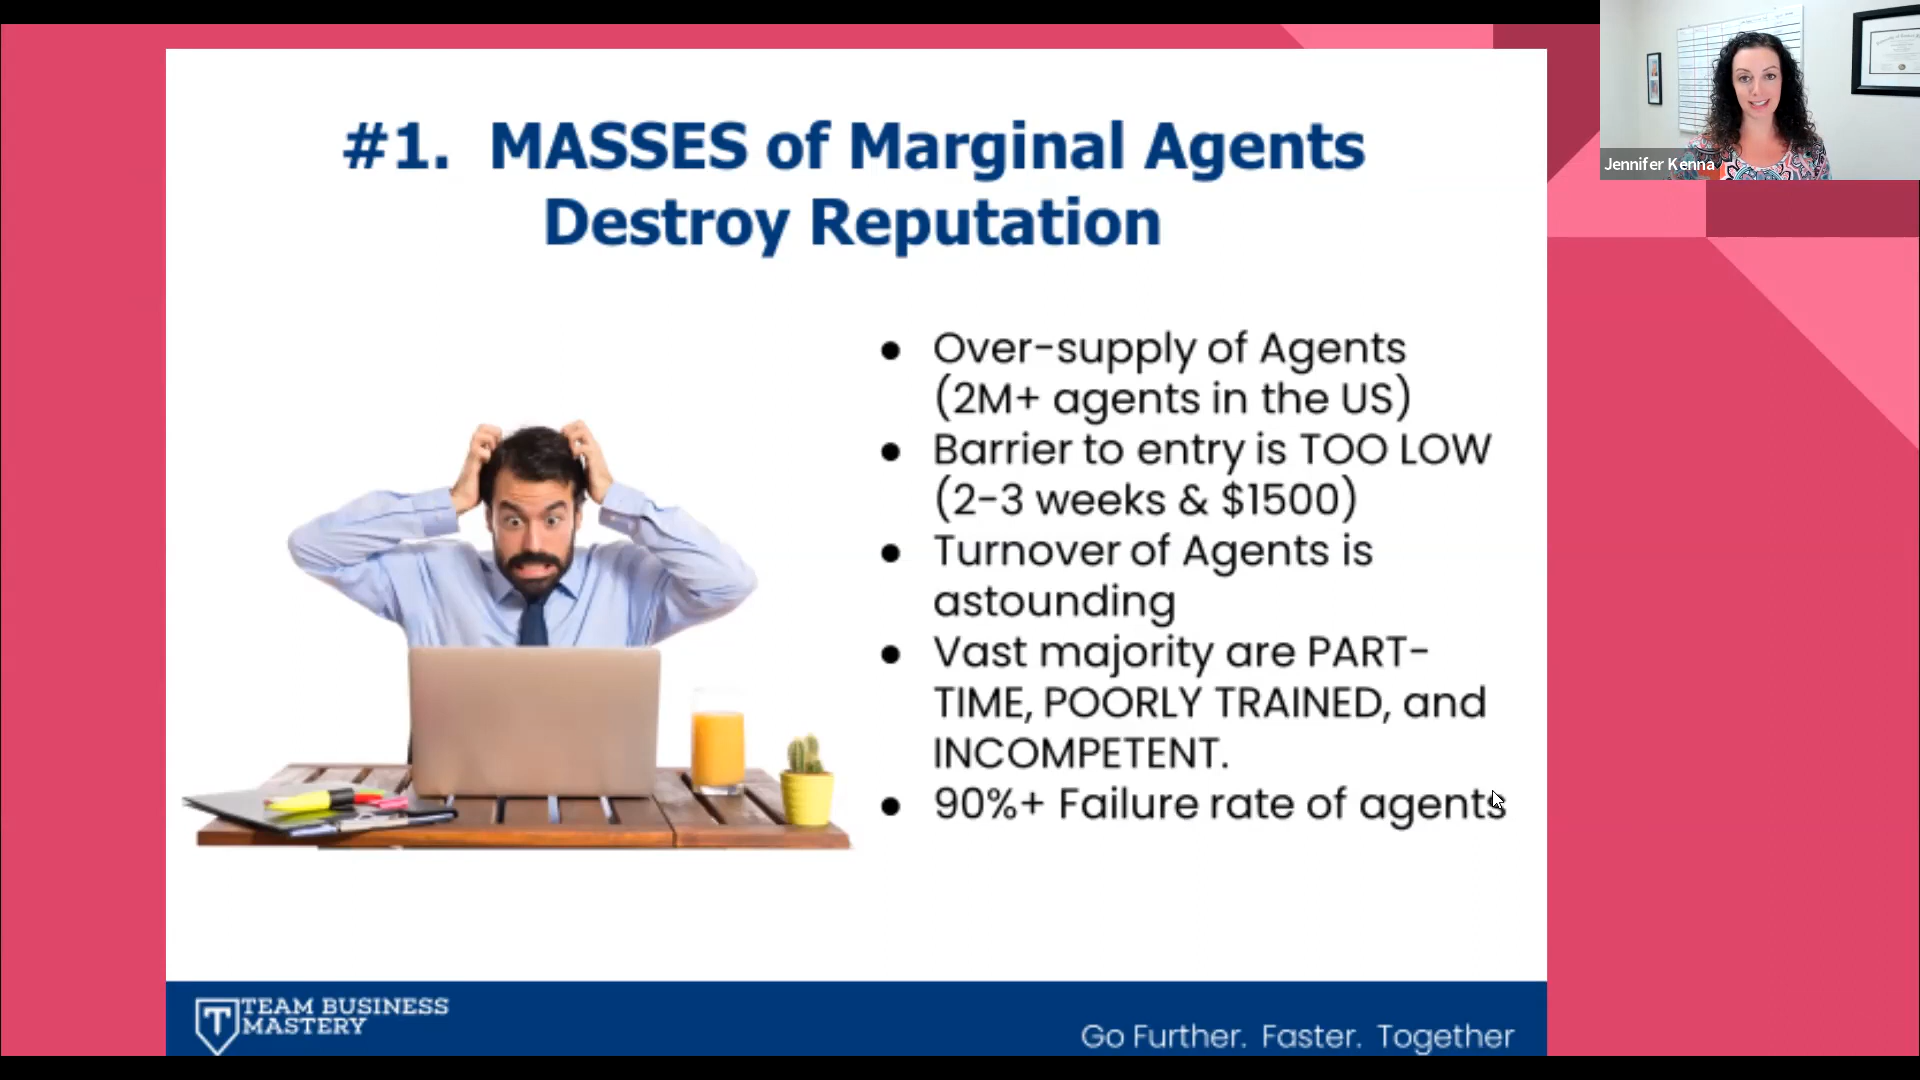 #1. MASSES of Marginal Agents
Destroy Reputation
● Over-supply of Agents
(2M+ agents in the US)
● Barrier to entry is TOO LOW
(2-3 weeks & $1500)
● Turnover of Agents is
astounding
● Vast majority are PART-
TIME, POORLY TRAINED, and
INCOMPETENT.
● 90%+ Failure rate of agents
TEAM BUSINESS
MASTERY
Go Further. Faster. Together
Jennifer Kenna